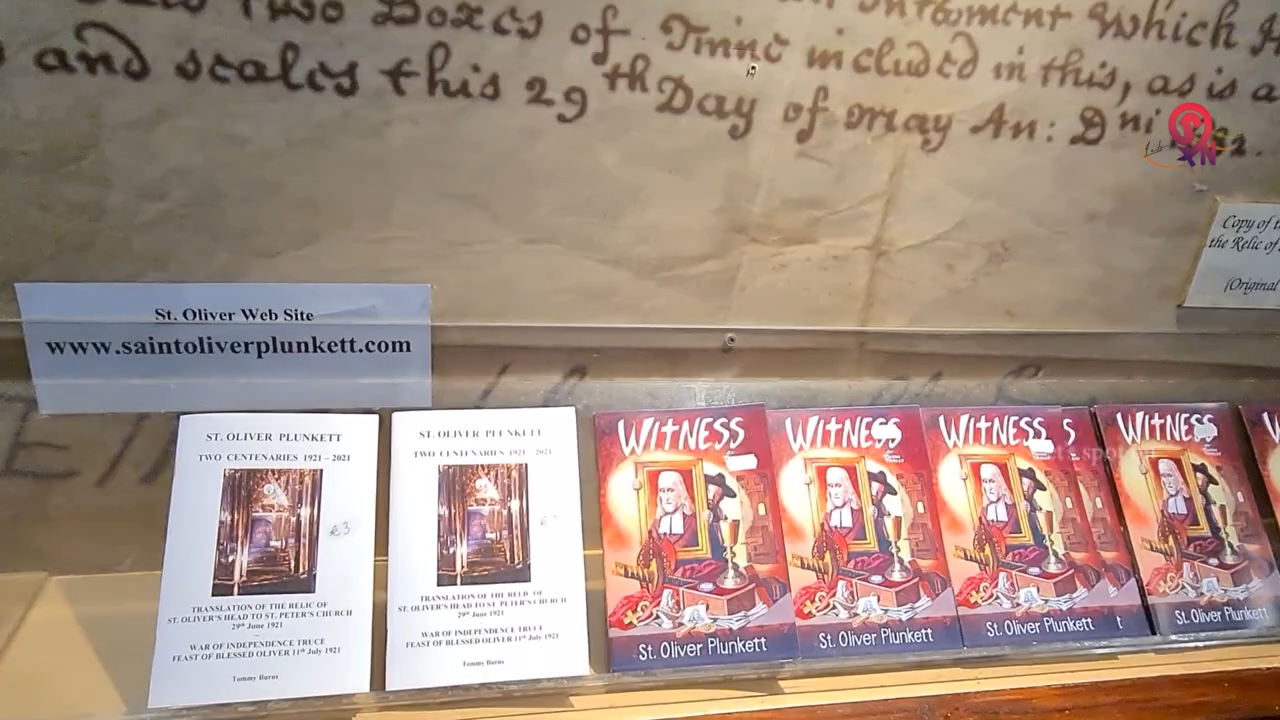 Two Boxes of Tinne included in this, as is a
and scales this 29th Day of May An: Dni
which
Copy of
the Relic of
(Original
St. Oliver Web Site
www.saintoliverplunkett.com
ST. OLIVER PLUNKETT
TWO CENTENARIES 1921 – 2021
€3
TRANSLATION OF THE RELIC OF
ST. OLIVER'S HEAD TO ST. PETER'S CHURCH
29th June 1921
WAR OF INDEPENDENCE TRUCE
FEAST OF BLESSED OLIVER 11th July 1921
Tommy Burns
ST. OLIVER PLUNKETT
TWO CENTENARIES 1921 – 2021
TRANSLATION OF THE RELIC OF
ST. OLIVER'S HEAD TO ST. PETER'S CHURCH
29th June 1921
WAR OF INDEPENDENCE TRUCE
FEAST OF BLESSED OLIVER 11th July 1921
Tommy Burns
WITNESS
St. Oliver Plunkett
WITNESS
St. Oliver Plunkett
WITNESS
St. Oliver Plunkett
S
t
WITNESS
St. Oliver Plunkett
W